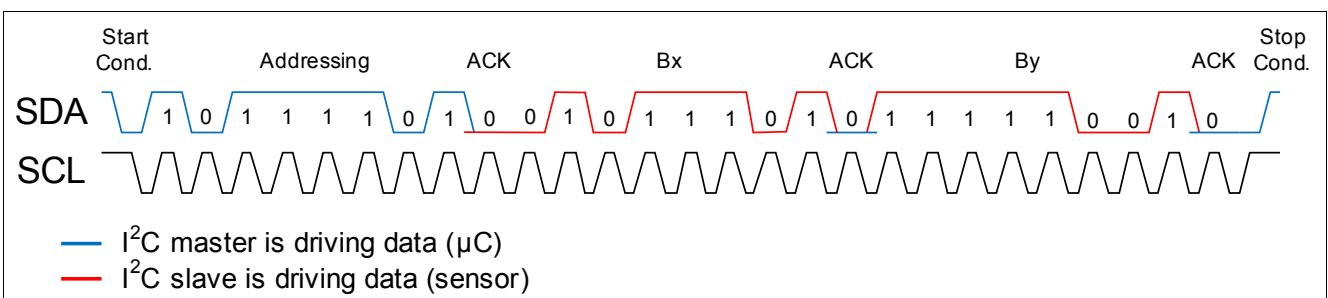 Start Cond. Addressing ACK Bx ACK By ACK Stop Cond.
SDA 1 0 1 1 1 1 0 1 0 0 1 0 1 1 1 0 1 0 1 1 1 1 1 0 0 1 0
SCL
I²C master is driving data (µC)
I²C slave is driving data (sensor)